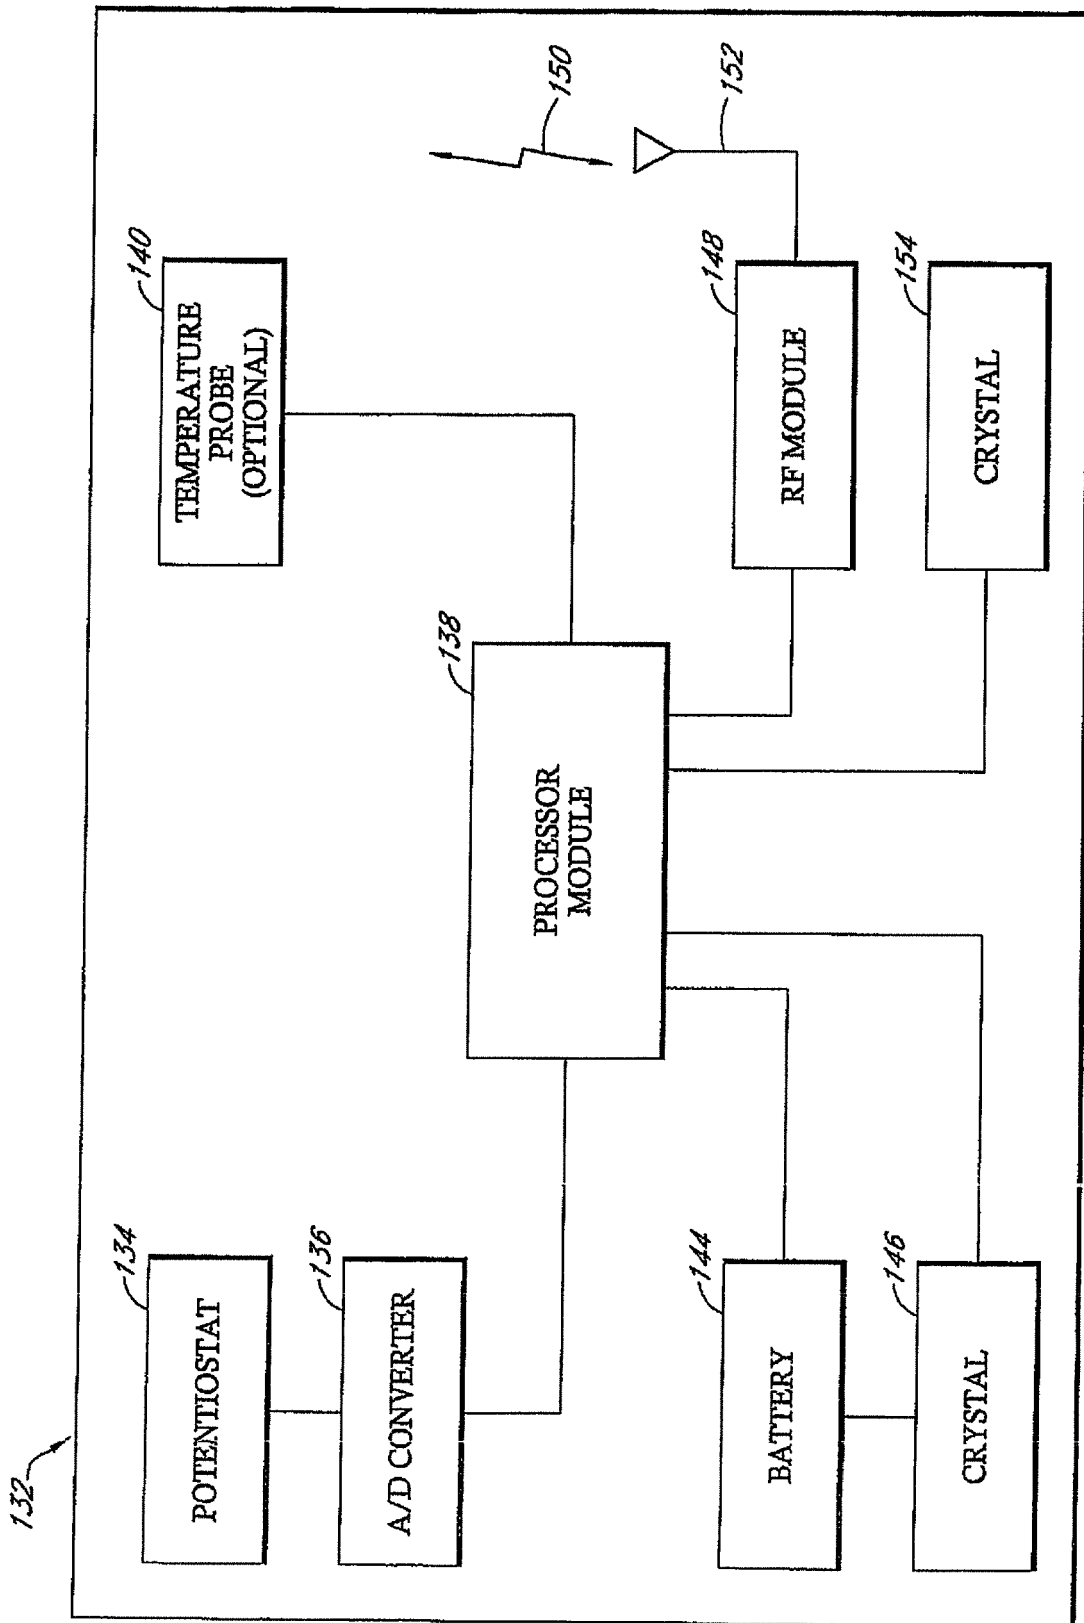 132
134
POTENTIOSTAT
136
A/D CONVERTER
138
PROCESSOR
MODULE
140
TEMPERATURE
PROBE
(OPTIONAL)
144
BATTERY
146
CRYSTAL
148
RF MODULE
150
152
154
CRYSTAL